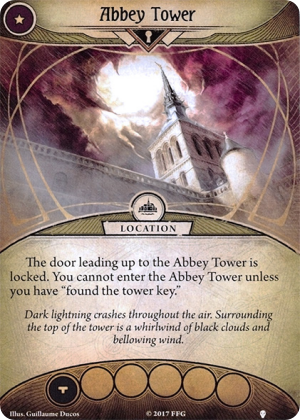 Abbey Tower
LOCATION
The door leading up to the Abbey Tower is
locked. You cannot enter the Abbey Tower unless
you have “found the tower key.”
Dark lightning crashes throughout the air. Surrounding
the top of the tower is a whirlwind of black clouds and
bellowing wind.
Illus. Guillaume Ducos
© 2017 FFG